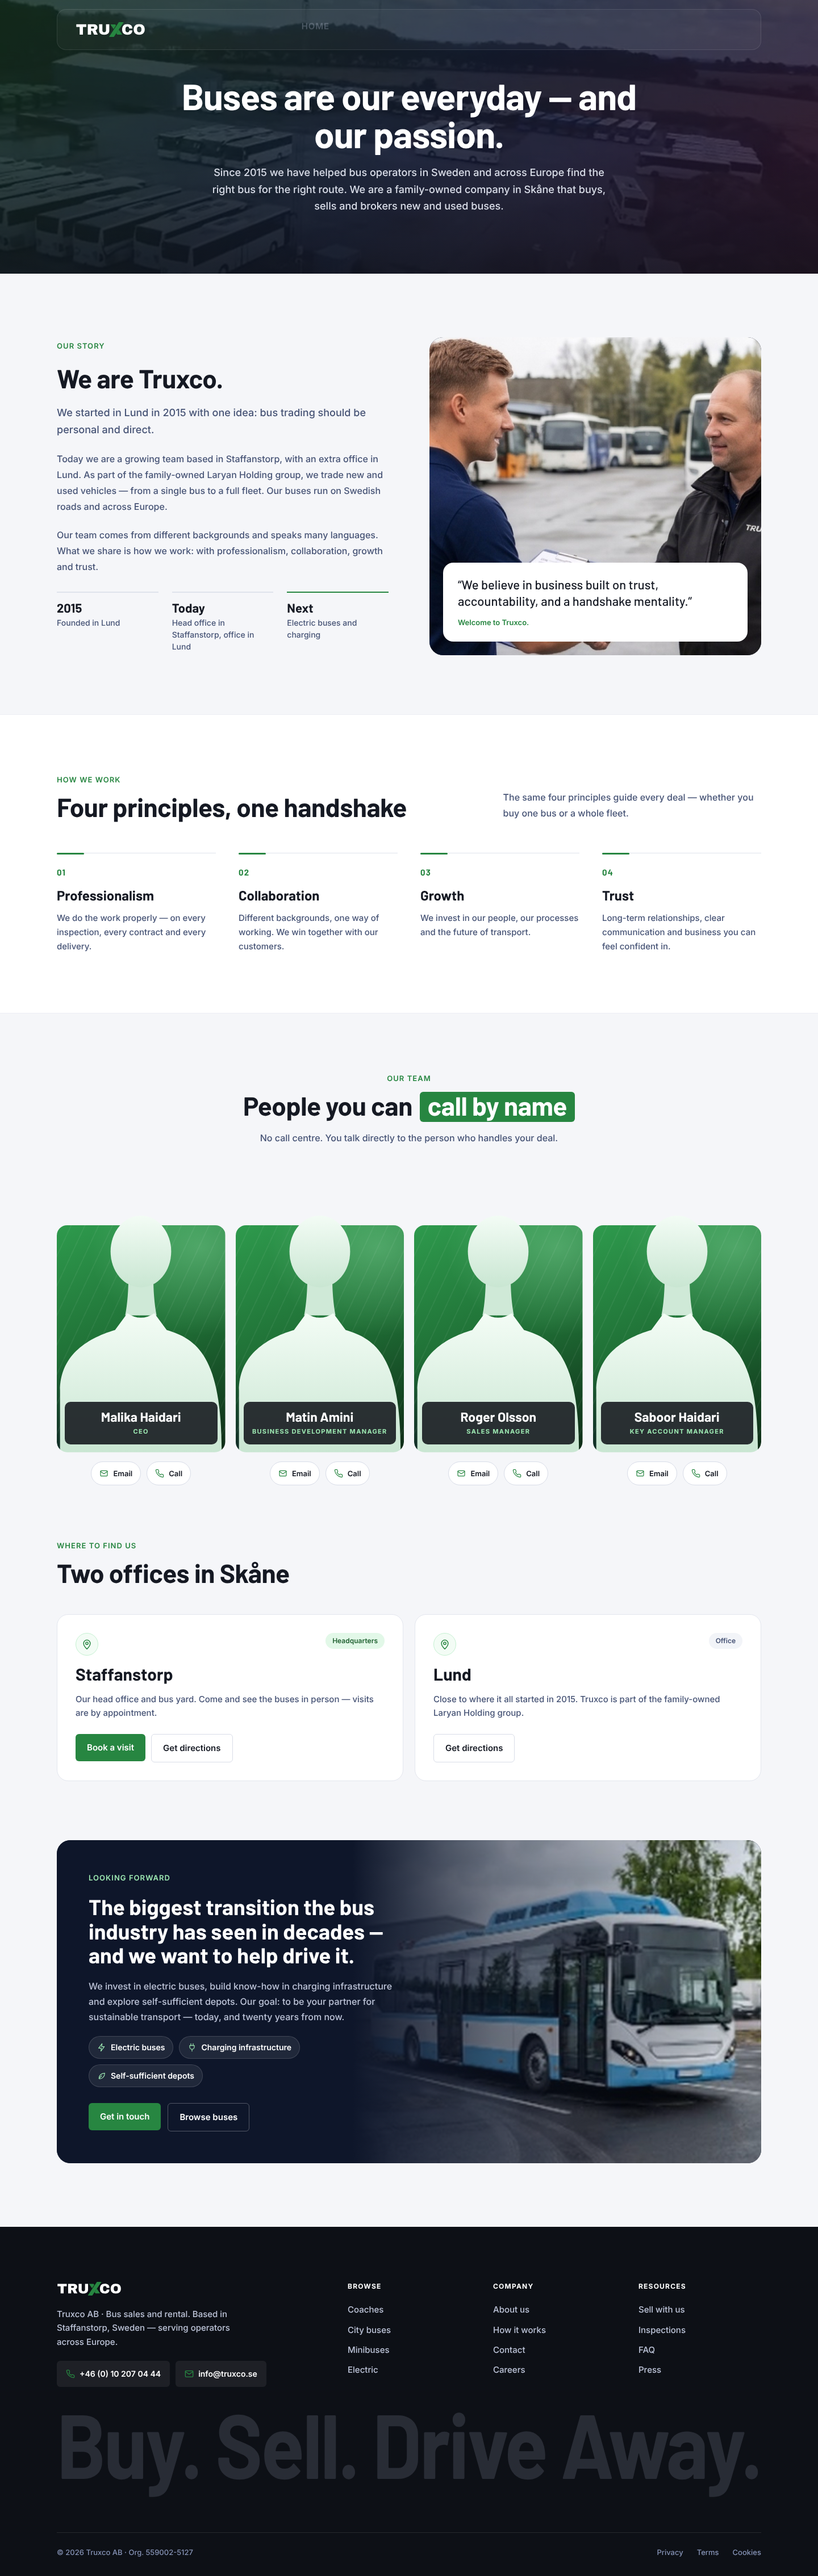 TRUXCO
HOME
Buses are our everyday — and
our passion.
Since 2015 we have helped bus operators in Sweden and across Europe find the
right bus for the right route. We are a family-owned company in Skåne that buys,
sells and brokers new and used buses.
OUR STORY
We are Truxco.
We started in Lund in 2015 with one idea: bus trading should be
personal and direct.
Today we are a growing team based in Staffanstorp, with an extra office in
Lund. As part of the family-owned Laryan Holding group, we trade new and
used vehicles — from a single bus to a full fleet. Our buses run on Swedish
roads and across Europe.
Our team comes from different backgrounds and speaks many languages.
What we share is how we work: with professionalism, collaboration, growth
and trust.
2015
Founded in Lund
Today
Head office in
Staffanstorp, office in
Lund
Next
Electric buses and
charging
TRU
“We believe in business built on trust,
accountability, and a handshake mentality.”
Welcome to Truxco.
HOW WE WORK
Four principles, one handshake
The same four principles guide every deal — whether you
buy one bus or a whole fleet.
01
Professionalism
We do the work properly — on every
inspection, every contract and every
delivery.
02
Collaboration
Different backgrounds, one way of
working. We win together with our
customers.
03
Growth
We invest in our people, our processes
and the future of transport.
04
Trust
Long-term relationships, clear
communication and business you can
feel confident in.
OUR TEAM
People you can call by name
No call centre. You talk directly to the person who handles your deal.
Malika Haidari
CEO
Email Call
Matin Amini
BUSINESS DEVELOPMENT MANAGER
Email Call
Roger Olsson
SALES MANAGER
Email Call
Saboor Haidari
KEY ACCOUNT MANAGER
Email Call
WHERE TO FIND US
Two offices in Skåne
Headquarters
Staffanstorp
Our head office and bus yard. Come and see the buses in person — visits
are by appointment.
Book a visit Get directions
Office
Lund
Close to where it all started in 2015. Truxco is part of the family-owned
Laryan Holding group.
Get directions
LOOKING FORWARD
The biggest transition the bus
industry has seen in decades —
and we want to help drive it.
We invest in electric buses, build know-how in charging infrastructure
and explore self-sufficient depots. Our goal: to be your partner for
sustainable transport — today, and twenty years from now.
Electric buses Charging infrastructure
Self-sufficient depots
Get in touch Browse buses
TRUXCO
Truxco AB · Bus sales and rental. Based in
Staffanstorp, Sweden — serving operators
across Europe.
+46 (0) 10 207 04 44 info@truxco.se
BROWSE
Coaches
City buses
Minibuses
Electric
COMPANY
About us
How it works
Contact
Careers
RESOURCES
Sell with us
Inspections
FAQ
Press
Buy. Sell. Drive Away.
© 2026 Truxco AB · Org. 559002-5127
Privacy Terms Cookies